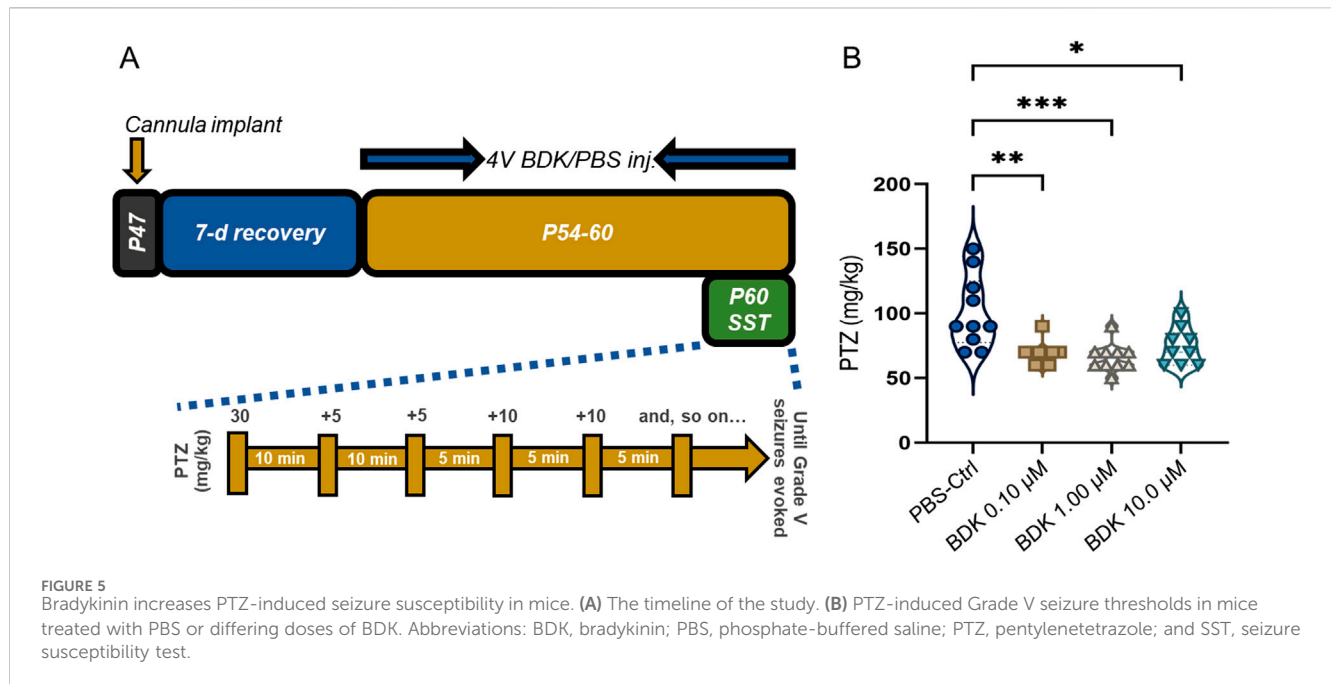 A
Cannula implant
4V BDK/PBS inj.
P47
7-d recovery
P54-60
P60
SST
PTZ
(mg/kg)
30
+5
+5
+10
+10
and, so on...
10 min
10 min
5 min
5 min
5 min
Until Grade V
seizures evoked
B
*
***
**
PTZ (mg/kg)
200
150
100
50
0
PBS-Ctrl
BDK 0.10 µM
BDK 1.00 µM
BDK 10.0 µM
FIGURE 5
Bradykinin increases PTZ-induced seizure susceptibility in mice. (A) The timeline of the study. (B) PTZ-induced Grade V seizure thresholds in mice
treated with PBS or differing doses of BDK. Abbreviations: BDK, bradykinin; PBS, phosphate-buffered saline; PTZ, pentylenetetrazole; and SST, seizure
susceptibility test.